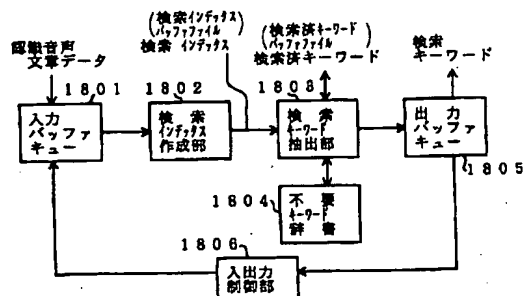 (検索インデックス)
(バッファファイル)
検索 インデックス
(検索済キーワード)
(バッファファイル)
検索済キーワード
検索
キーワード
認識音声
文章データ
1801
1802
1803
入力
バッファ
キュー
検索
インデックス
作成部
検索
キーワード
抽出部
出力
バッファ
キュー
1805
1804
不要
キーワード
辞書
1806
入出力
制御部